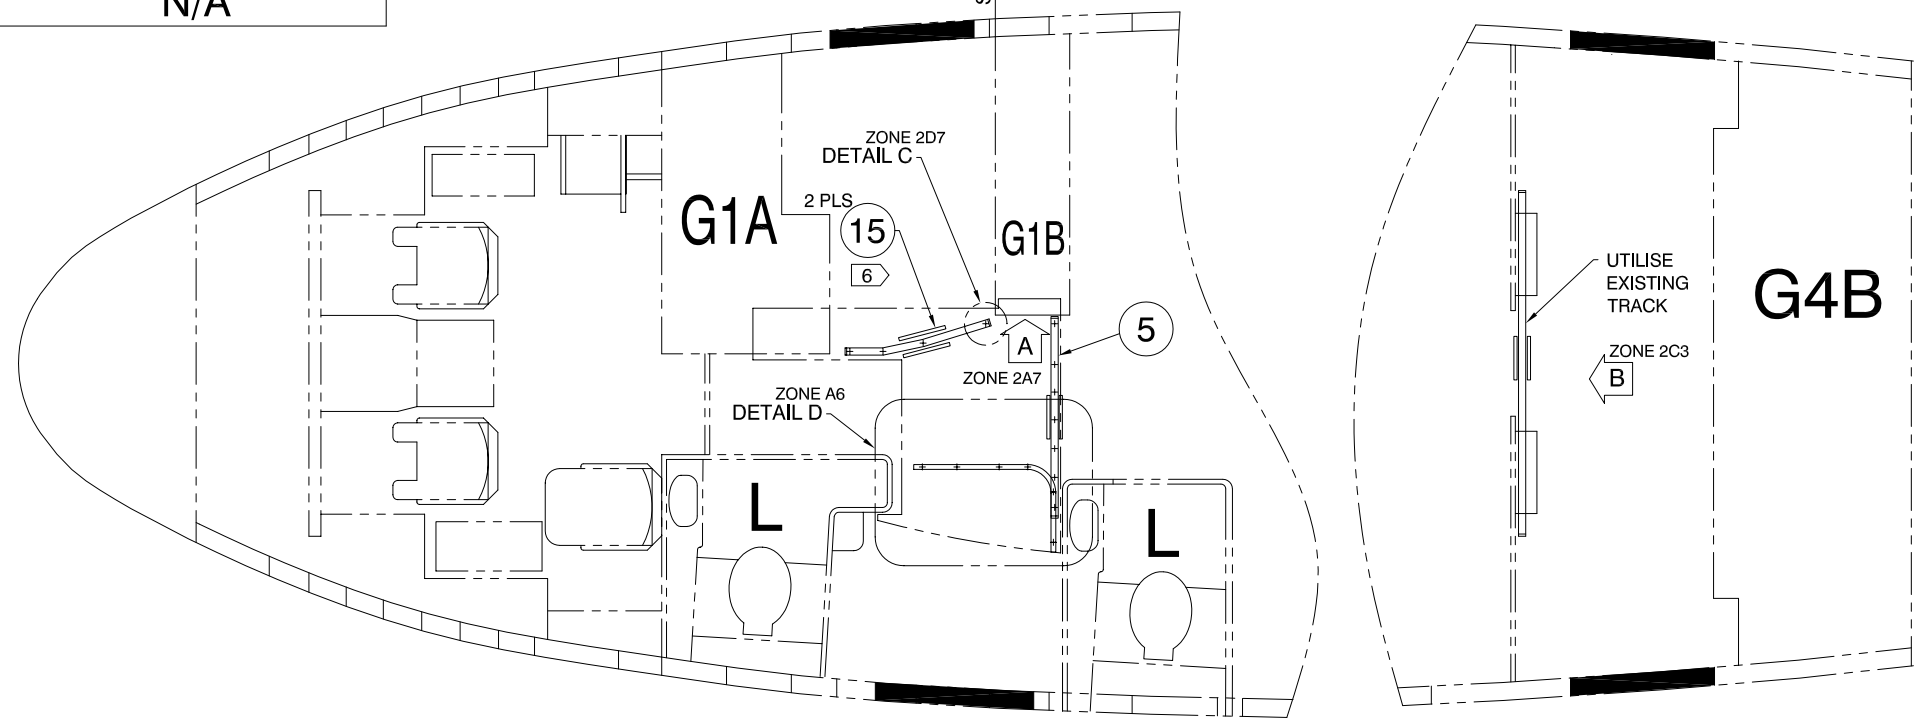 N/A
S
ZONE 2D7
DETAIL C
2 PLS
15
6
G1A
G1B
A
5
ZONE 2A7
ZONE A6
DETAIL D
L
L
UTILISE
EXISTING
TRACK
G4B
ZONE 2C3
B